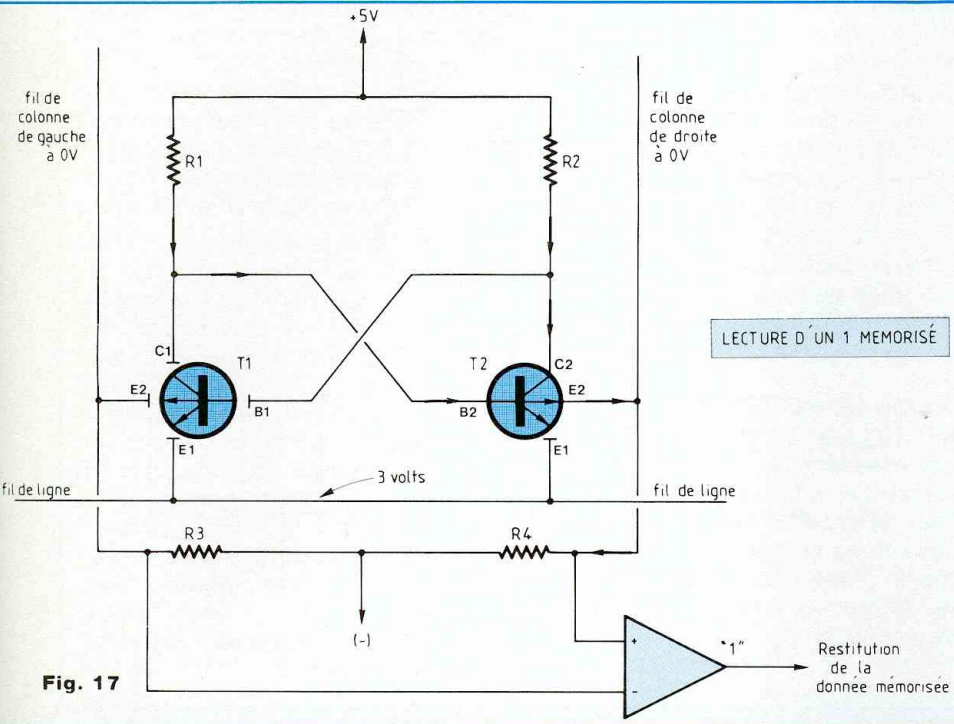 +5V
fil de
colonne
de gauche
à 0V
fil de
colonne
de droite
à 0V
R1
R2
LECTURE D'UN 1 MEMORISÉ
C1
T1
T2
C2
E2
B1
B2
E2
E1
E1
3 volts
fil de ligne
fil de ligne
R3
R4
(-)
+
-
"1"
Restitution
de la
donnée mémorisée
Fig. 17